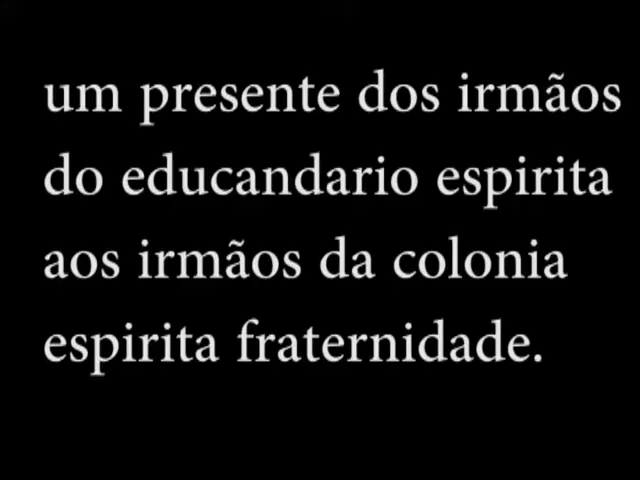 um presente dos irmãos
do educandario espirita
aos irmãos da colonia
espirita fraternidade.